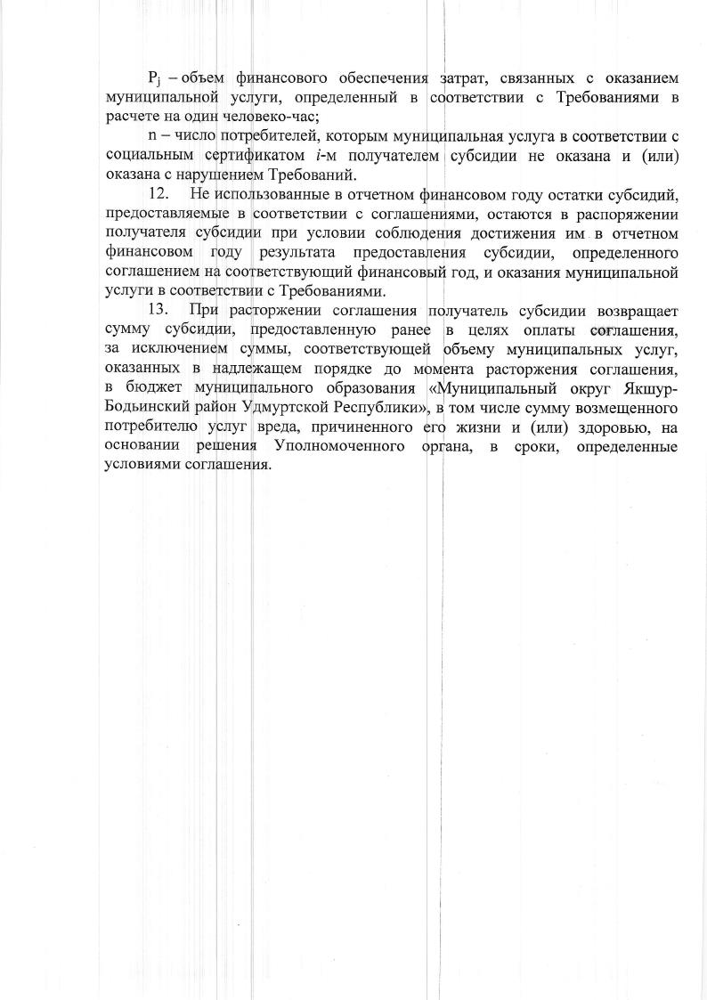 Pj – объем финансового обеспечения затрат, связанных с оказанием
муниципальной услуги, определенный в соответствии с Требованиями в
расчете на один человеко-час;
n – число потребителей, которым муниципальная услуга в соответствии с
социальным сертификатом i-м получателем субсидии не оказана и (или)
оказана с нарушением Требований.
12. Не использованные в отчетном финансовом году остатки субсидий,
предоставляемые в соответствии с соглашениями, остаются в распоряжении
получателя субсидии при условии соблюдения достижения им в отчетном
финансовом году результата предоставления субсидии, определенного
соглашением на соответствующий финансовый год, и оказания муниципальной
услуги в соответствии с Требованиями.
13. При расторжении соглашения получатель субсидии возвращает
сумму субсидии, предоставленную ранее в целях оплаты соглашения,
за исключением суммы, соответствующей объему муниципальных услуг,
оказанных в надлежащем порядке до момента расторжения соглашения,
в бюджет муниципального образования «Муниципальный округ Якшур-
Бодьинский район Удмуртской Республики», в том числе сумму возмещенного
потребителю услуг вреда, причиненного его жизни и (или) здоровью, на
основании решения Уполномоченного органа, в сроки, определенные
условиями соглашения.